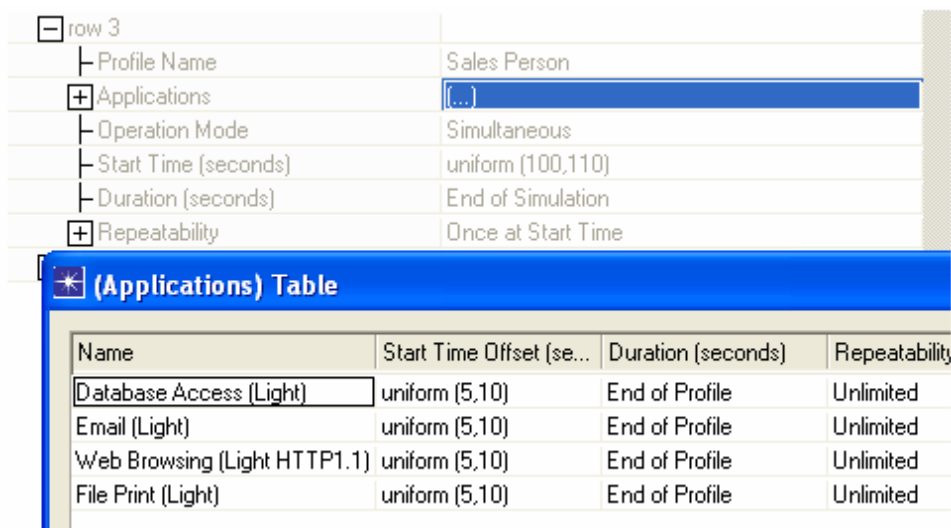 row 3
Profile Name Sales Person
Applications (...)
Operation Mode Simultaneous
Start Time (seconds) uniform (100,110)
Duration (seconds) End of Simulation
Repeatability Once at Start Time
(Applications) Table
Name Start Time Offset (se... Duration (seconds) Repeatability
Database Access (Light) uniform (5,10) End of Profile Unlimited
Email (Light) uniform (5,10) End of Profile Unlimited
Web Browsing (Light HTTP1.1) uniform (5,10) End of Profile Unlimited
File Print (Light) uniform (5,10) End of Profile Unlimited